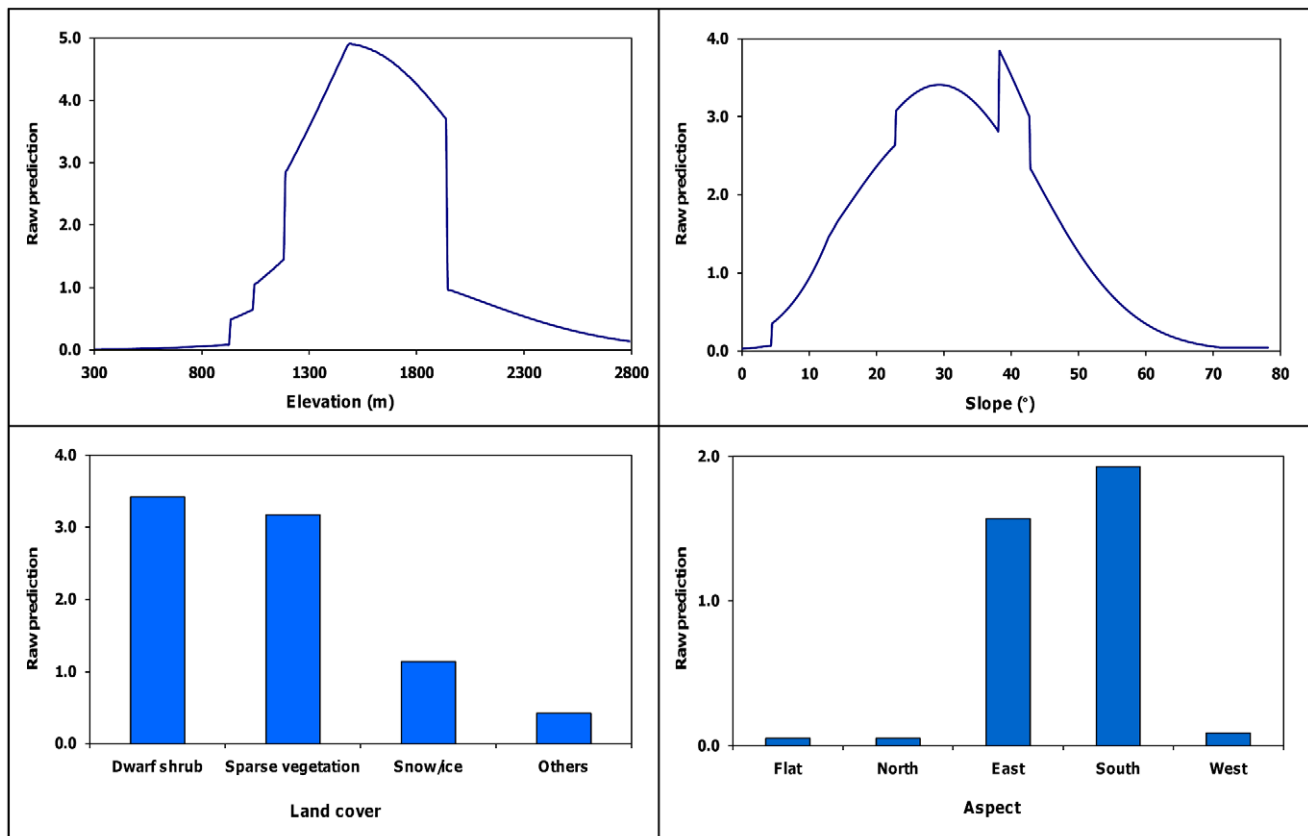 Raw prediction
5.0
4.0
3.0
2.0
1.0
0.0
300 800 1300 1800 2300 2800
Elevation (m)
Raw prediction
4.0
3.0
2.0
1.0
0.0
0 10 20 30 40 50 60 70 80
Slope (°)
Raw prediction
4.0
3.0
2.0
1.0
0.0
Dwarf shrub Sparse vegetation Snow/ice Others
Land cover
Raw prediction
2.0
1.0
0.0
Flat North East South West
Aspect